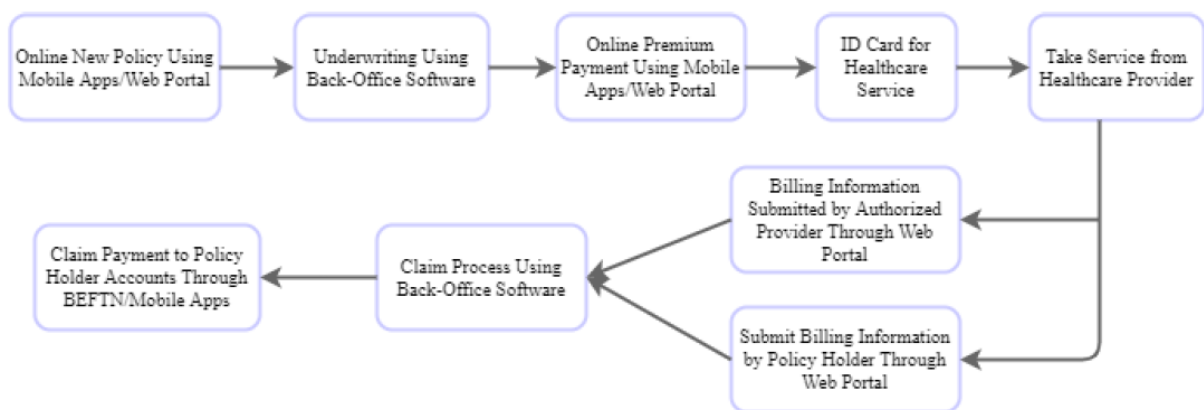 Online New Policy Using
Mobile Apps/Web Portal
Underwriting Using
Back-Office Software
Online Premium
Payment Using Mobile
Apps/Web Portal
ID Card for
Healthcare
Service
Take Service from
Healthcare Provider
Billing Information
Submitted by Authorized
Provider Through Web
Portal
Submit Billing Information
by Policy Holder Through
Web Portal
Claim Process Using
Back-Office Software
Claim Payment to Policy
Holder Accounts Through
BEFTN/Mobile Apps